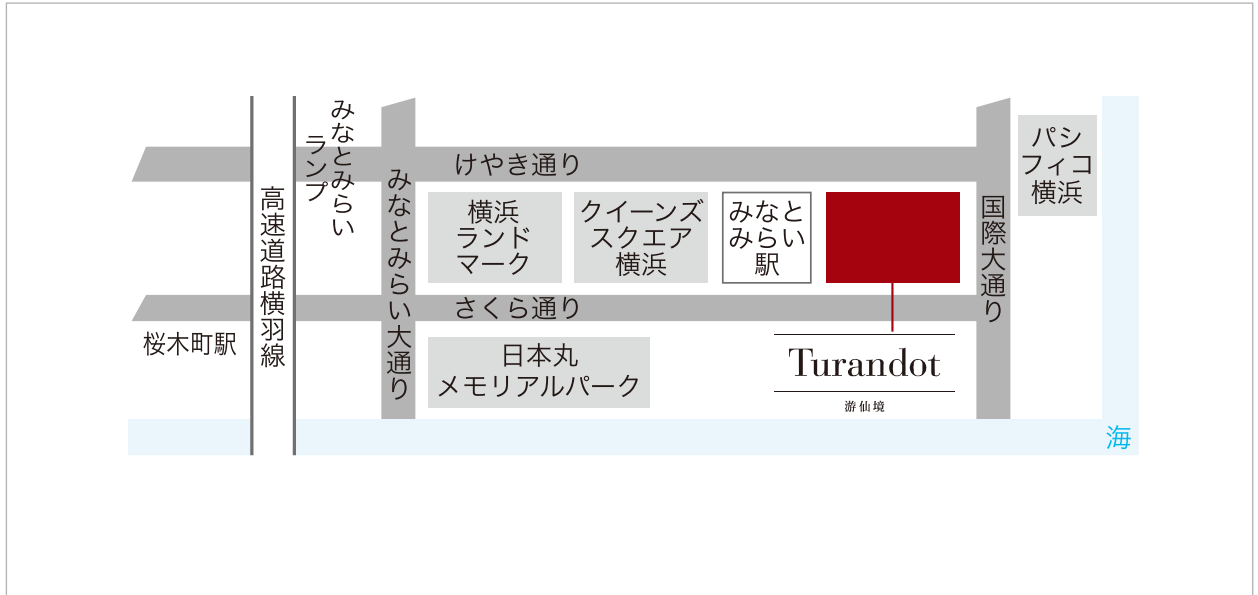 みなとみらい
ランプ
高速道路横羽線
桜木町駅
みなとみらい大通り
けやき通り
横浜
ランド
マーク
クイーンズ
スクエア
横浜
みなと
みらい
駅
さくら通り
日本丸
メモリアルパーク
Turandot
游仙境
国際大通り
パシ
フィコ
横浜
海